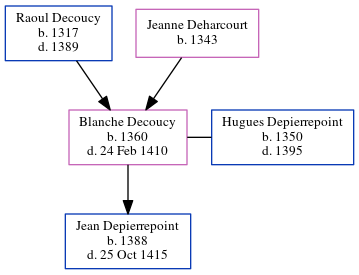 Raoul Decoucy
b. 1317
d. 1389
Jeanne Deharcourt
b. 1343
Blanche Decoucy
b. 1360
d. 24 Feb 1410
Hugues Depierrepoint
b. 1350
d. 1395
Jean Depierrepoint
b. 1388
d. 25 Oct 1415